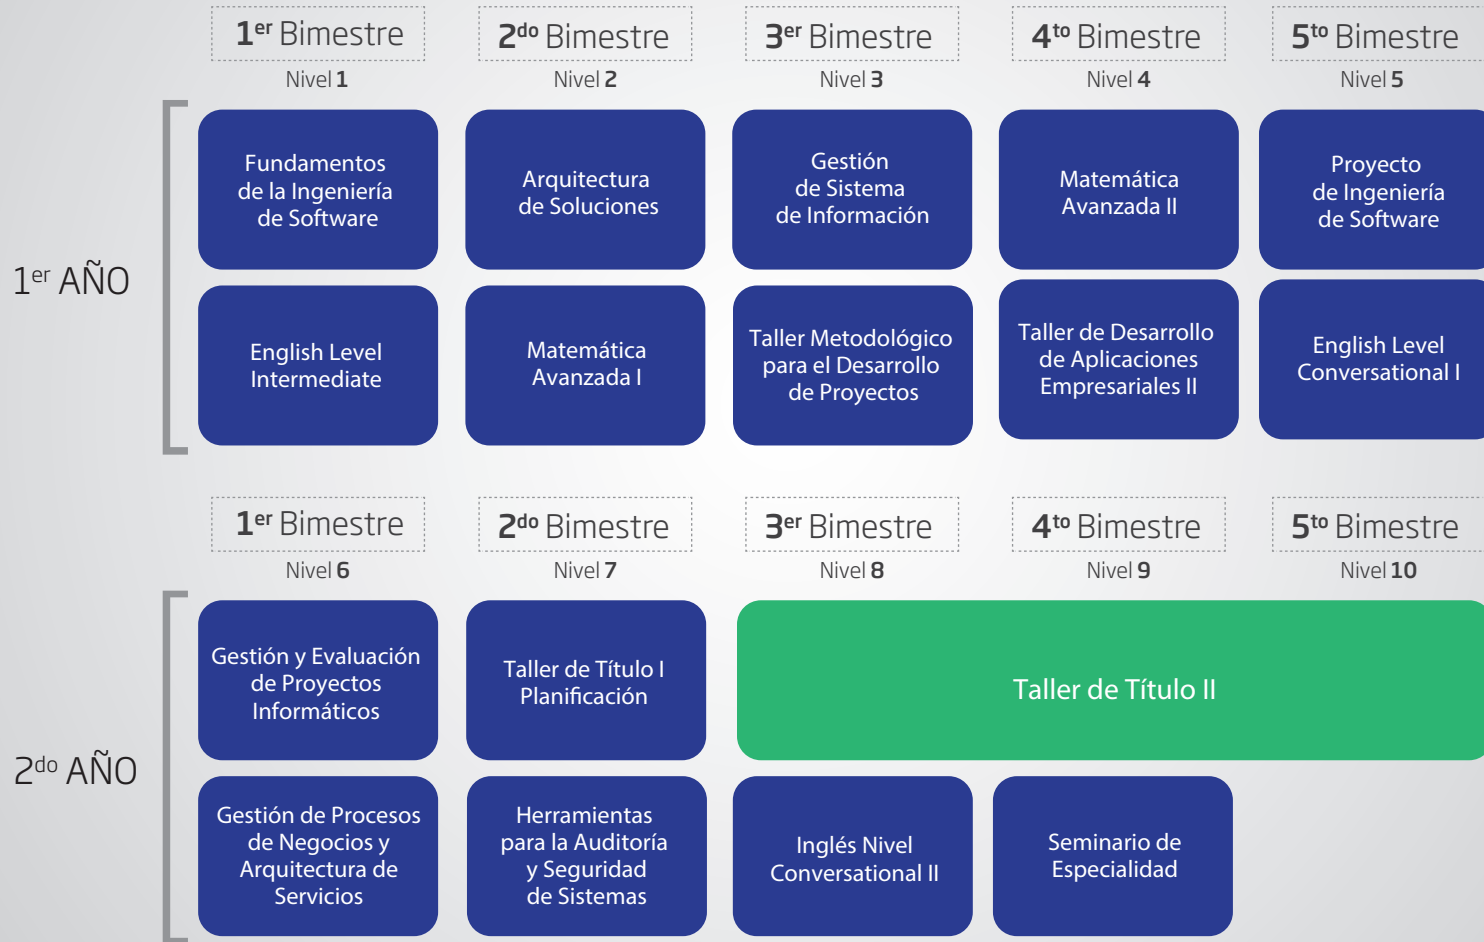 1er Bimestre
2do Bimestre
3er Bimestre
4to Bimestre
5to Bimestre
Nivel 1
Nivel 2
Nivel 3
Nivel 4
Nivel 5
1er AÑO
Fundamentos
de la Ingeniería
de Software
Arquitectura
de Soluciones
Gestión
de Sistema
de Información
Matemática
Avanzada II
Proyecto
de Ingeniería
de Software
English Level
Intermediate
Matemática
Avanzada I
Taller Metodológico
para el Desarrollo
de Proyectos
Taller de Desarrollo
de Aplicaciones
Empresariales II
English Level
Conversational I
1er Bimestre
2do Bimestre
3er Bimestre
4to Bimestre
5to Bimestre
Nivel 6
Nivel 7
Nivel 8
Nivel 9
Nivel 10
2do AÑO
Gestión y Evaluación
de Proyectos
Informáticos
Taller de Título I
Planificación
Taller de Título II
Gestión de Procesos
de Negocios y
Arquitectura de
Servicios
Herramientas
para la Auditoría
y Seguridad
de Sistemas
Inglés Nivel
Conversational II
Seminario de
Especialidad